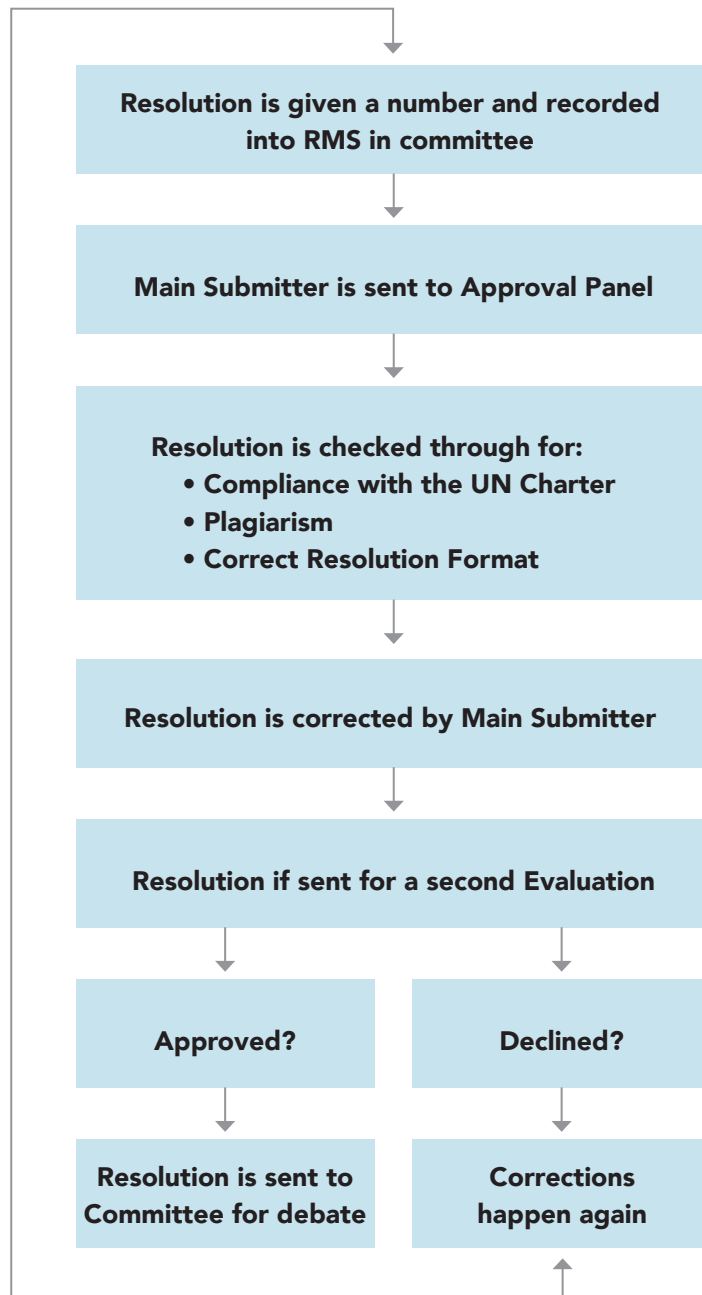 Resolution is given a number and recorded
into RMS in committee
Main Submitter is sent to Approval Panel
Resolution is checked through for:
• Compliance with the UN Charter
• Plagiarism
• Correct Resolution Format
Resolution is corrected by Main Submitter
Resolution if sent for a second Evaluation
Approved?
Declined?
Resolution is sent to
Committee for debate
Corrections
happen again